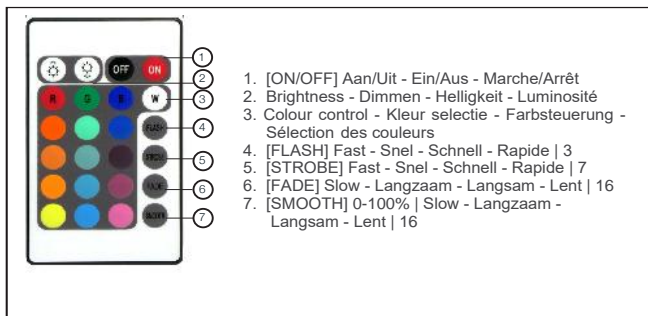 OFF ON
R G B W
FLASH
STROBE
FADE
SMOOTH
1
2
3
4
5
6
7
1. [ON/OFF] Aan/Uit - Ein/Aus - Marche/Arrêt
2. Brightness - Dimmen - Helligkeit - Luminosité
3. Colour control - Kleur selectie - Farbsteuerung -
Sélection des couleurs
4. [FLASH] Fast - Snel - Schnell - Rapide | 3
5. [STROBE] Fast - Snel - Schnell - Rapide | 7
6. [FADE] Slow - Langzaam - Langsam - Lent | 16
7. [SMOOTH] 0-100% | Slow - Langzaam -
Langsam - Lent | 16